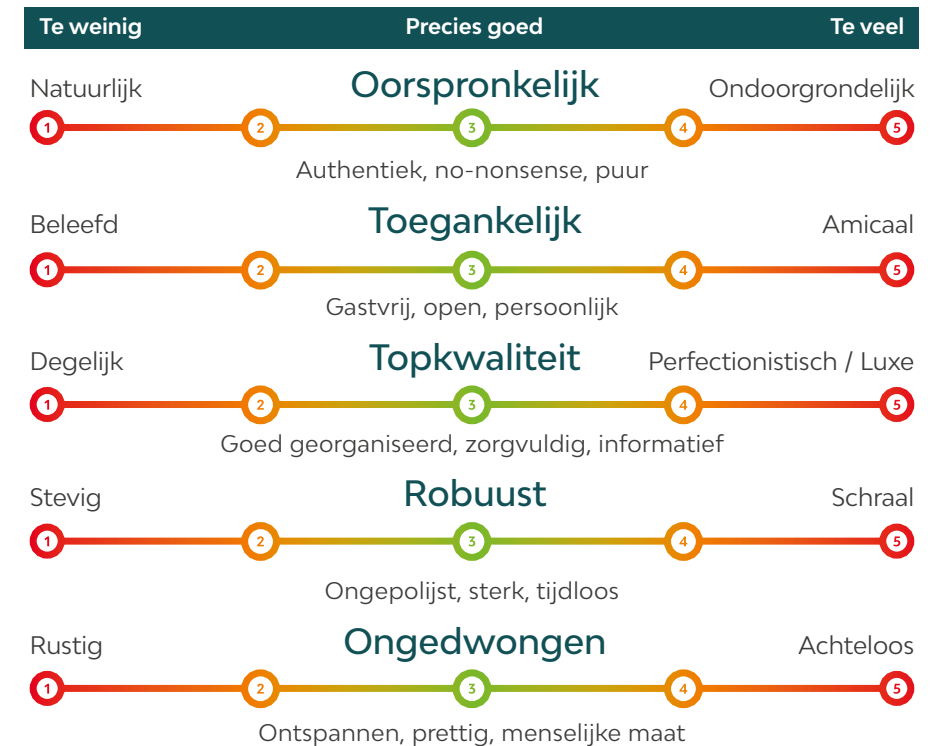 Te weinig Precies goed Te veel
Natuurlijk Oorspronkelijk Ondoorgrondelijk
1 2 3 4 5
Authentiek, no-nonsense, puur
Beleefd Toegankelijk Amicaal
1 2 3 4 5
Gastvrij, open, persoonlijk
Degelijk Topkwaliteit Perfectionistisch / Luxe
1 2 3 4 5
Goed georganiseerd, zorgvuldig, informatief
Stevig Robuust Schraal
1 2 3 4 5
Ongepolijst, sterk, tijdloos
Rustig Ongedwongen Achteloos
1 2 3 4 5
Ontspannen, prettig, menselijke maat